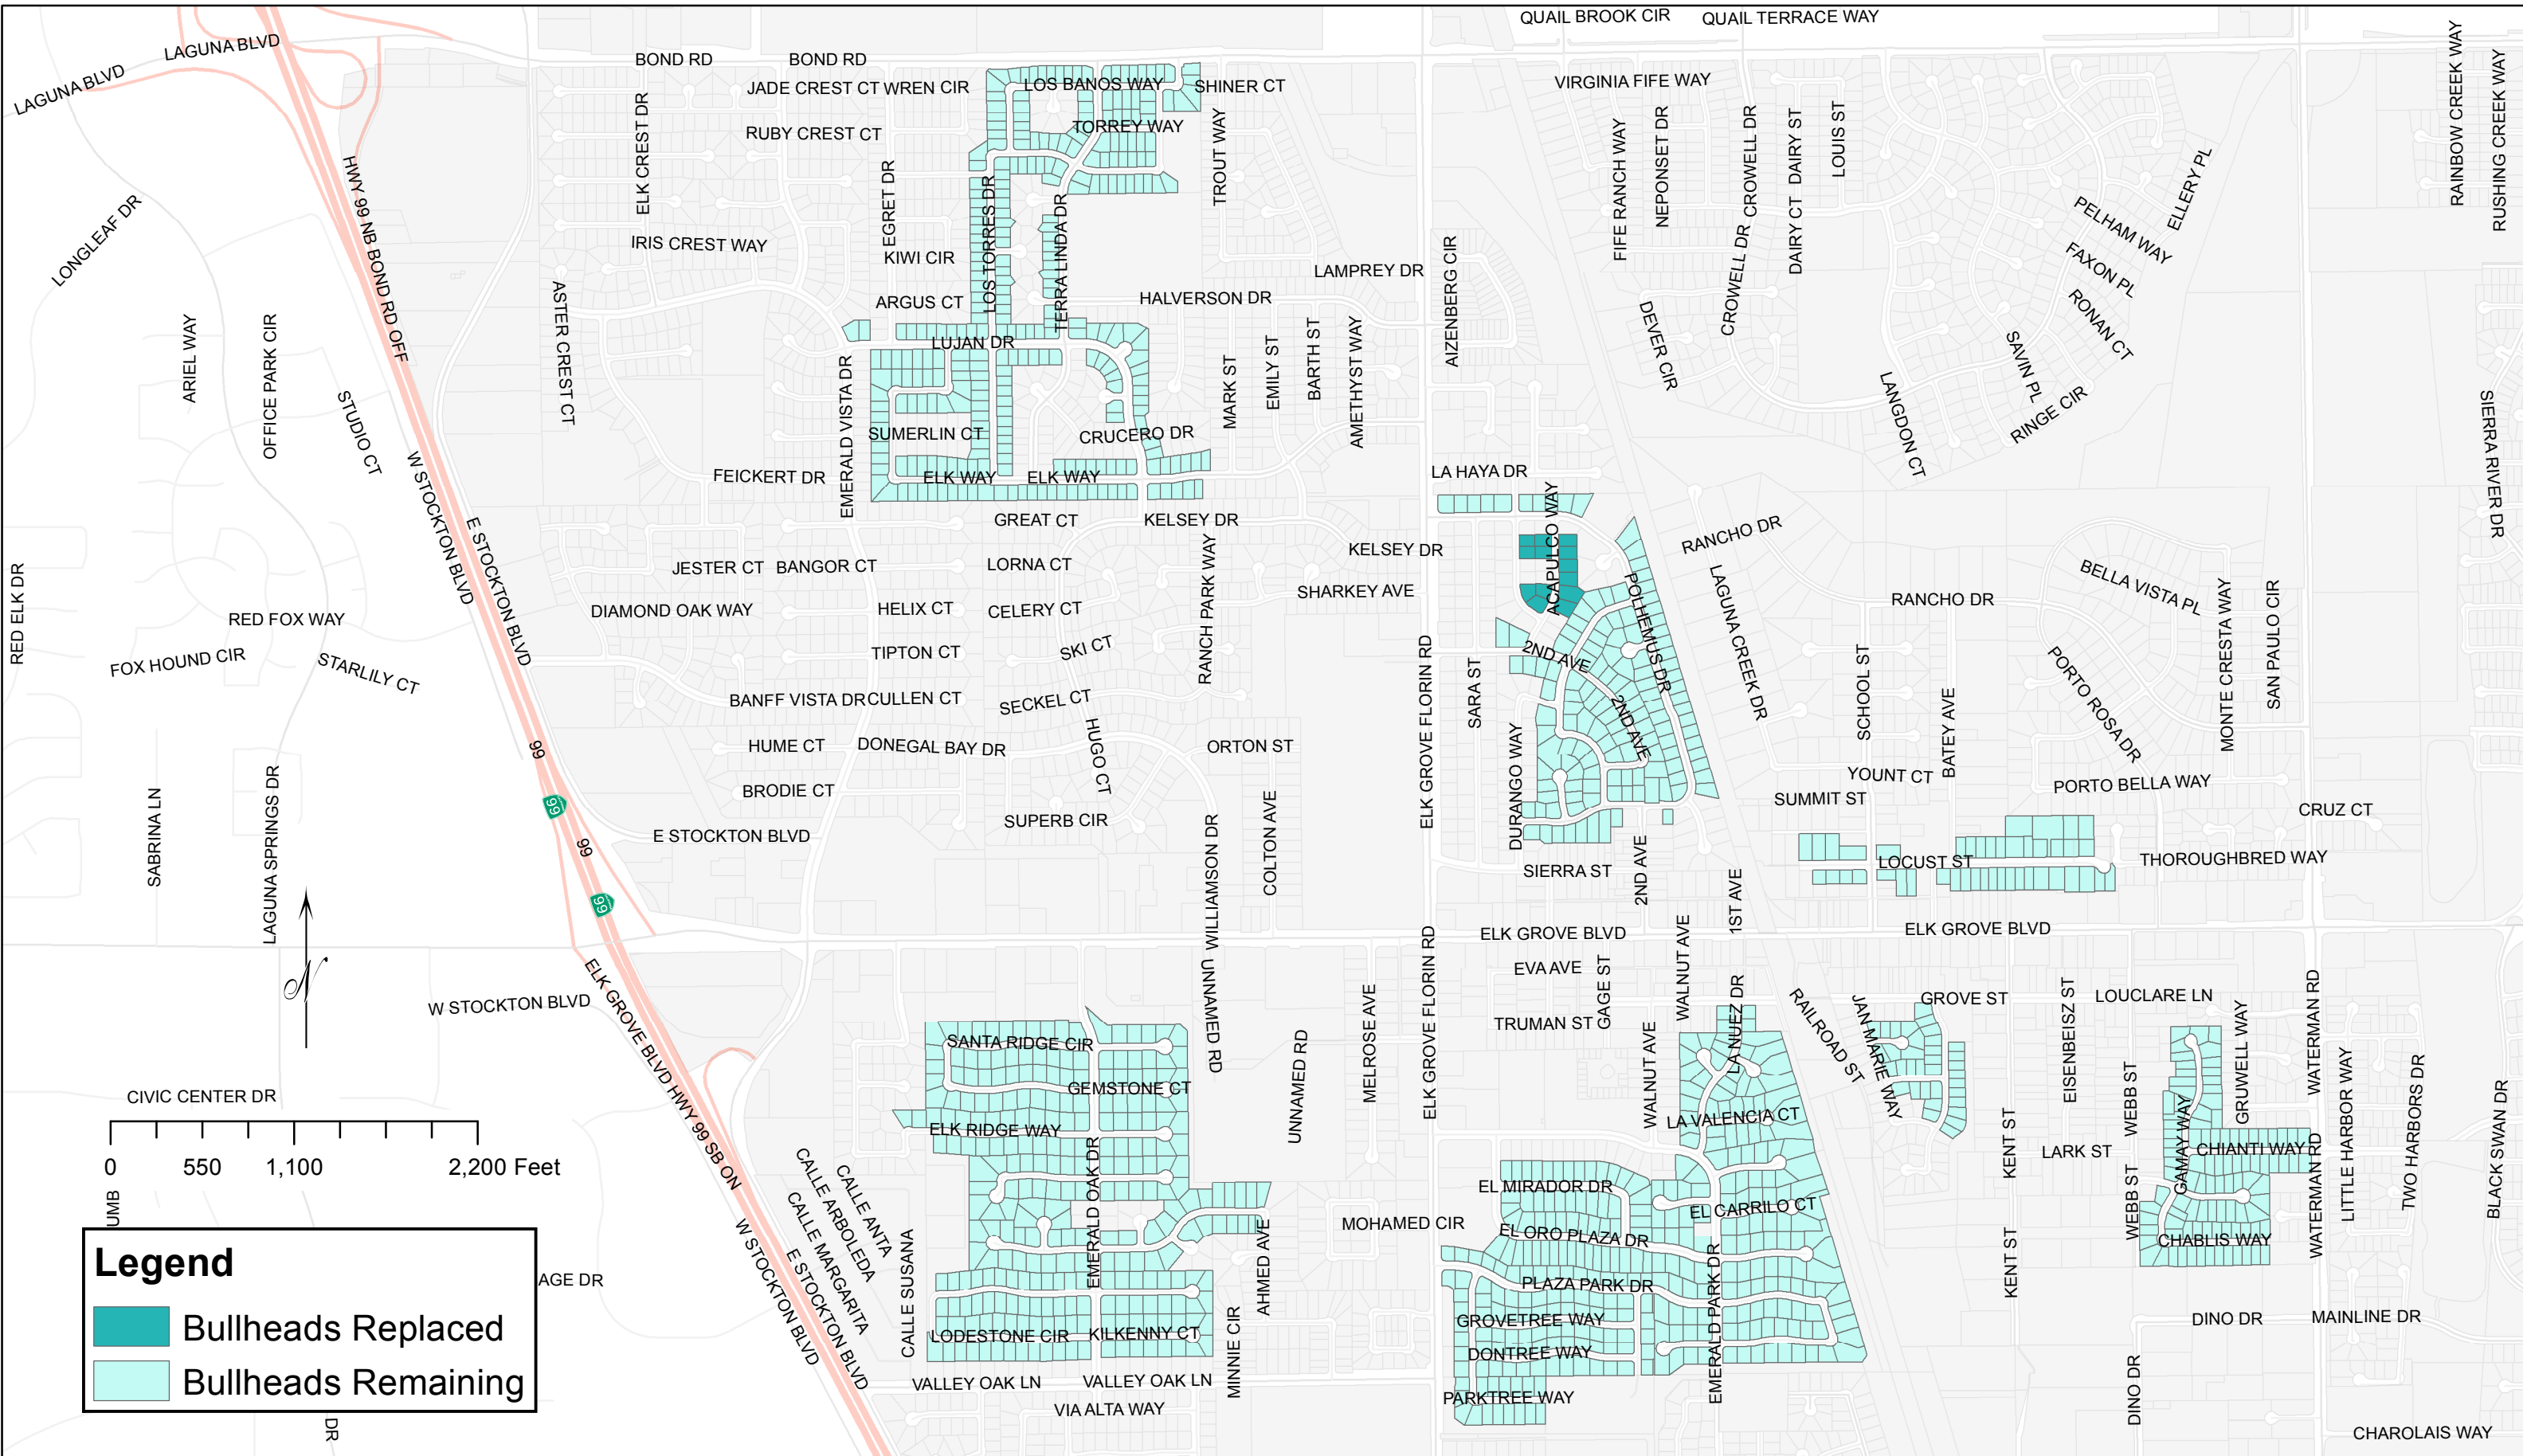 QUAIL BROOK CIR
QUAIL TERRACE WAY
LAGUNA BLVD
LAGUNA BLVD
BOND RD
BOND RD
JADE CREST CT
WREN CIR
LOS BANOS WAY
SHINER CT
VIRGINIA FIFE WAY
RUBY CREST CT
TORREY WAY
ELK CREST DR
EGRET DR
TROUT WAY
FIFE RANCH WAY
NEPONSET DR
CROWELL DR
CROWELL DR
DAIRY ST
DAIRY CT
LOUIS ST
RAINBOW CREEK WAY
RUSHING CREEK WAY
ELLERY PL
PELHAM WAY
FAXON PL
RONAN CT
SAVIN PL
RINGE CIR
LANGDON CT
LONGLEAF DR
HWY 99 NB BOND RD OFF
IRIS CREST WAY
KIWI CIR
LOS TORRES DR
TERRA LINDA DR
LAMPREY DR
AIZENBERG CIR
ARGUS CT
HALVERSON DR
DEVER CIR
ASTER CREST CT
ARIEL WAY
OFFICE PARK CIR
STUDIO CT
LUJAN DR
EMERALD VISTA DR
MARK ST
EMILY ST
BARTH ST
AMETHYST WAY
SIERRA RIVER DR
SUMERLIN CT
CRUCERO DR
W STOCKTON BLVD
E STOCKTON BLVD
FEICKERT DR
ELK WAY
ELK WAY
LA HAYA DR
GREAT CT
KELSEY DR
KELSEY DR
ACAPULCO WAY
RANCHO DR
RANCHO DR
JESTER CT
BANGOR CT
LORNA CT
RANCH PARK WAY
SHARKEY AVE
POLHEMUS DR
LAGUNA CREEK DR
BELLA VISTA PL
MONTE CRESTA WAY
SAN PAULO CIR
RED ELK DR
RED FOX WAY
FOX HOUND CIR
STARLILY CT
DIAMOND OAK WAY
HELIX CT
CELERY CT
TIPTON CT
SKI CT
2ND AVE
2ND AVE
ELK GROVE FLORIN RD
SARA ST
SCHOOL ST
BATEY AVE
PORTO ROSA DR
BANFF VISTA DR
CULLEN CT
SECKEL CT
HUGO CT
DURANGO WAY
99
HUME CT
DONEGAL BAY DR
ORTON ST
YOUNT CT
PORTO BELLA WAY
BRODIE CT
SUMMIT ST
CRUZ CT
99
99
SABRINA LN
LAGUNA SPRINGS DR
E STOCKTON BLVD
SUPERB CIR
WILLIAMSON DR
COLTON AVE
SIERRA ST
2ND AVE
1ST AVE
LOCUST ST
THOROUGHBRED WAY
99
ELK GROVE BLVD
ELK GROVE BLVD
N
W STOCKTON BLVD
ELK GROVE BLVD HWY 99 SB ON
UNNAMED RD
UNNAMED RD
MELROSE AVE
ELK GROVE FLORIN RD
EVA AVE
GAGE ST
WALNUT AVE
WALNUT AVE
TRUMAN ST
LA NUEZ DR
RAILROAD ST
JAN MARIE WAY
GROVE ST
EISENBEISZ ST
LOUCLARE LN
GRUWELL WAY
WATERMAN RD
SANTA RIDGE CIR
GEMSTONE CT
ELK RIDGE WAY
LA VALENCIA CT
KENT ST
LARK ST
WEBB ST
WEBB ST
GAMAY WAY
CHIANTI WAY
WATERMAN RD
LITTLE HARBOR WAY
TWO HARBORS DR
BLACK SWAN DR
CIVIC CENTER DR
0
550
1,100
2,200 Feet
UMB
CALLE ANTA
CALLE ARBOLEDA
CALLE MARGARITA
CALLE SUSANA
EMERALD OAK DR
EL MIRADOR DR
EL CARRILO CT
MOHAMED CIR
EL ORO PLAZA DR
AHMED AVE
CHABLIS WAY
KENT ST
Legend
Bullheads Replaced
Bullheads Remaining
AGE DR
DR
W STOCKTON BLVD
E STOCKTON BLVD
PLAZA PARK DR
EMERALD PARK DR
LODESTONE CIR
KILKENNY CT
MINNIE CIR
GROVETREE WAY
DONTREE WAY
DINO DR
MAINLINE DR
VALLEY OAK LN
VALLEY OAK LN
PARKTREE WAY
DINO DR
VIA ALTA WAY
CHAROLAIS WAY